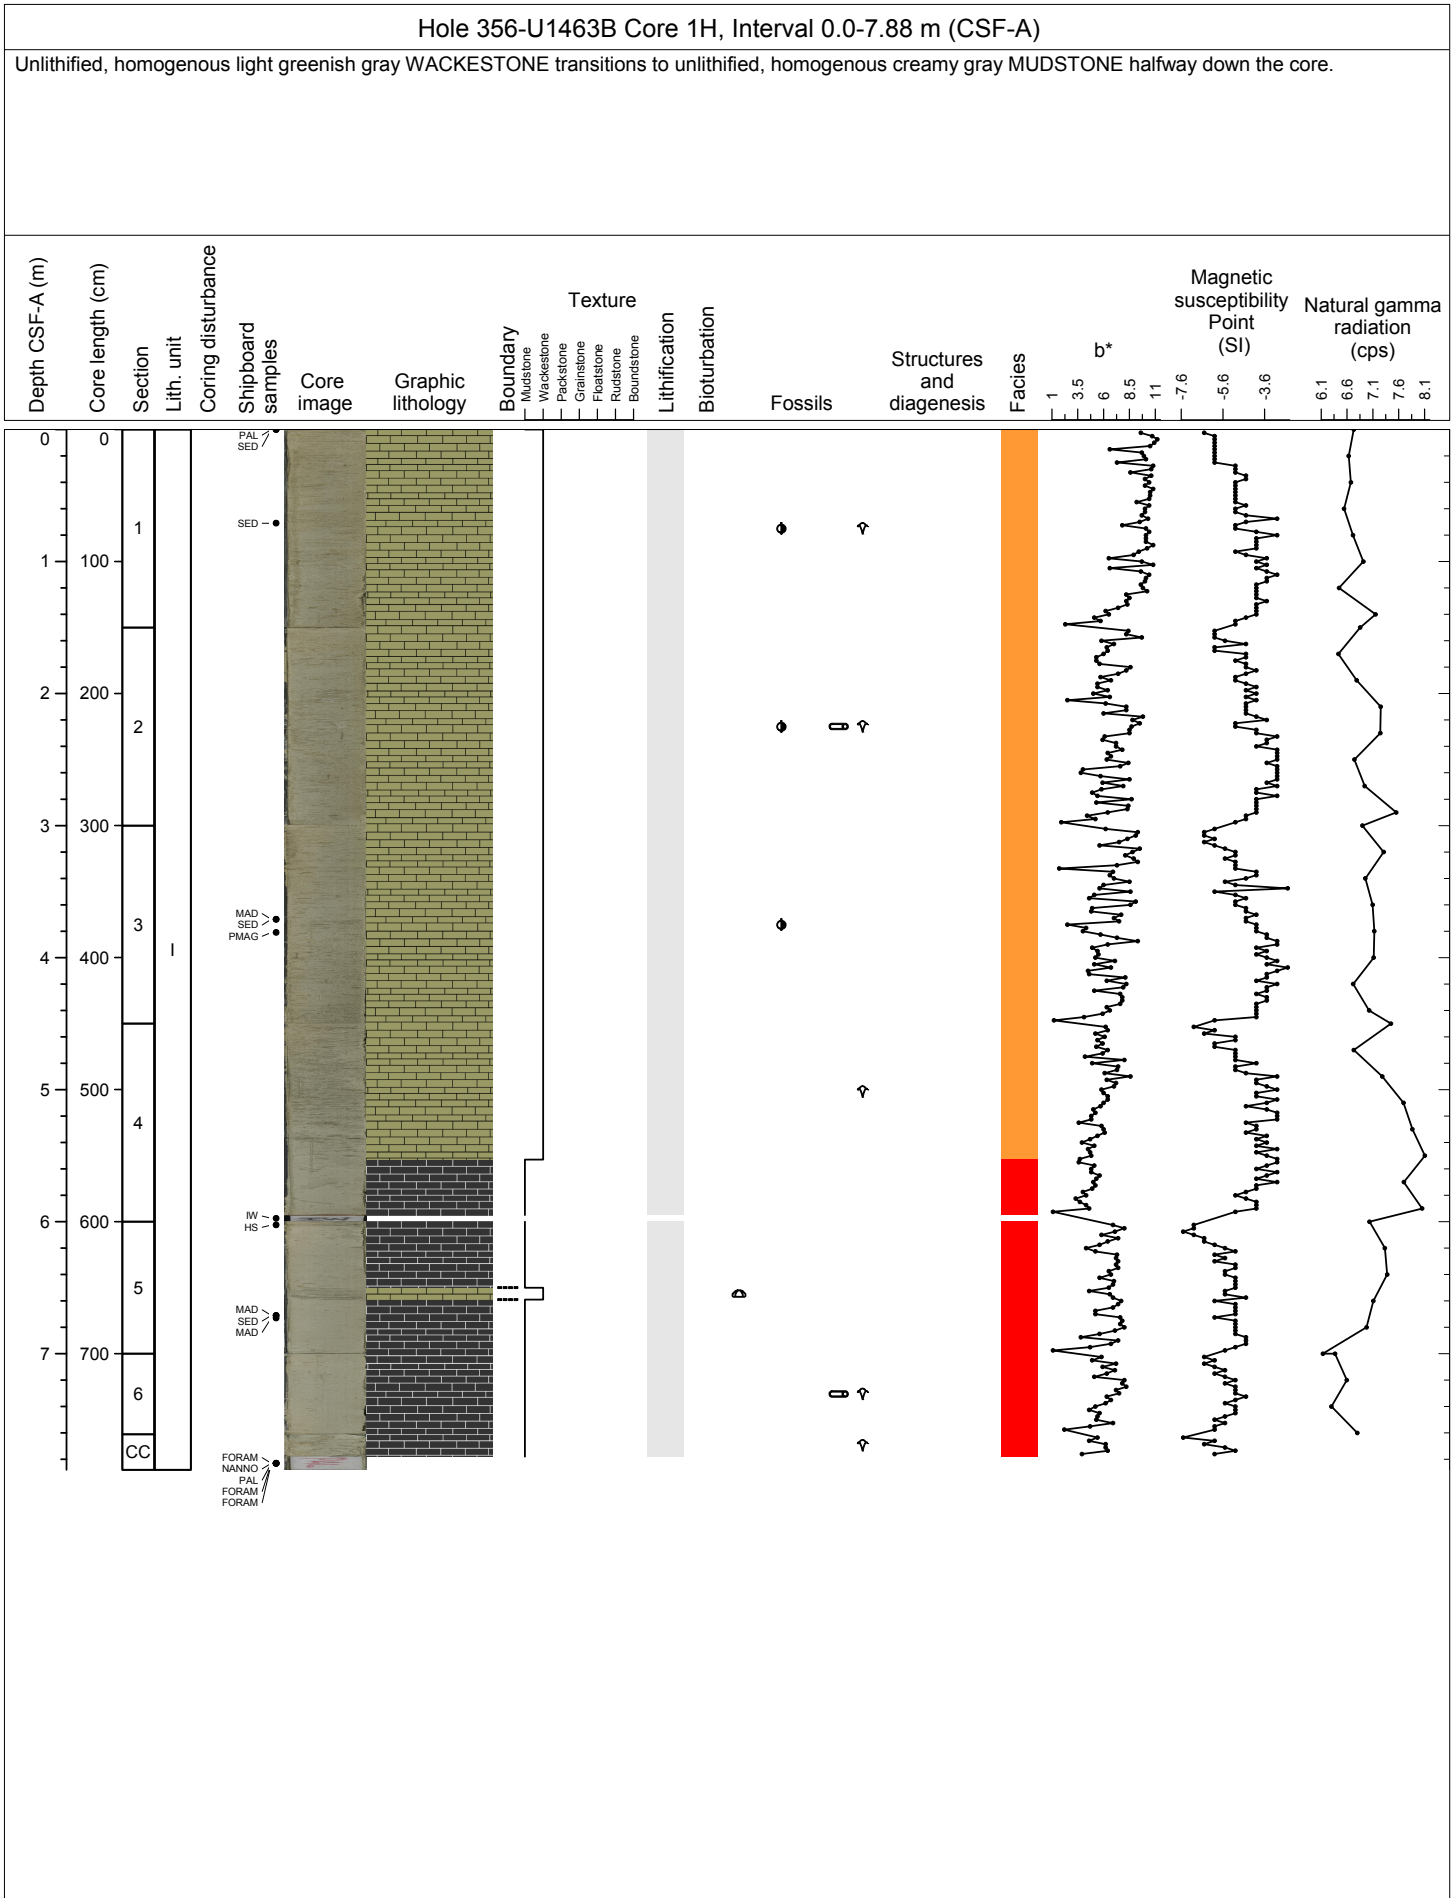 Hole 356-U1463B Core 1H, Interval 0.0-7.88 m (CSF-A)
Unlithified, homogenous light greenish gray WACKESTONE transitions to unlithified, homogenous creamy gray MUDSTONE halfway down the core.
Depth CSF-A (m)
Core length (cm)
Section
Lith. unit
Coring disturbance
Shipboard
samples
Core
image
Graphic
lithology
Boundary
Texture
Mudstone
Wackestone
Packstone
Grainstone
Floatstone
Rudstone
Boundstone
Lithification
Bioturbation
Fossils
Structures
and
diagenesis
Facies
b*
1 3.5 6 8.5 11
Magnetic
susceptibility
Point
(SI)
-7.6 -5.6 -3.6
Natural gamma
radiation
(cps)
6.1 6.6 7.1 7.6 8.1
0 0
PAL
SED
SED
1
1 100
2 200
2
3 300
MAD
SED
PMAG
3
I
4 400
5 500
4
IW
HS
6 600
5
MAD
SED
MAD
7 700
6
CC
FORAM
NANNO
PAL
FORAM
FORAM